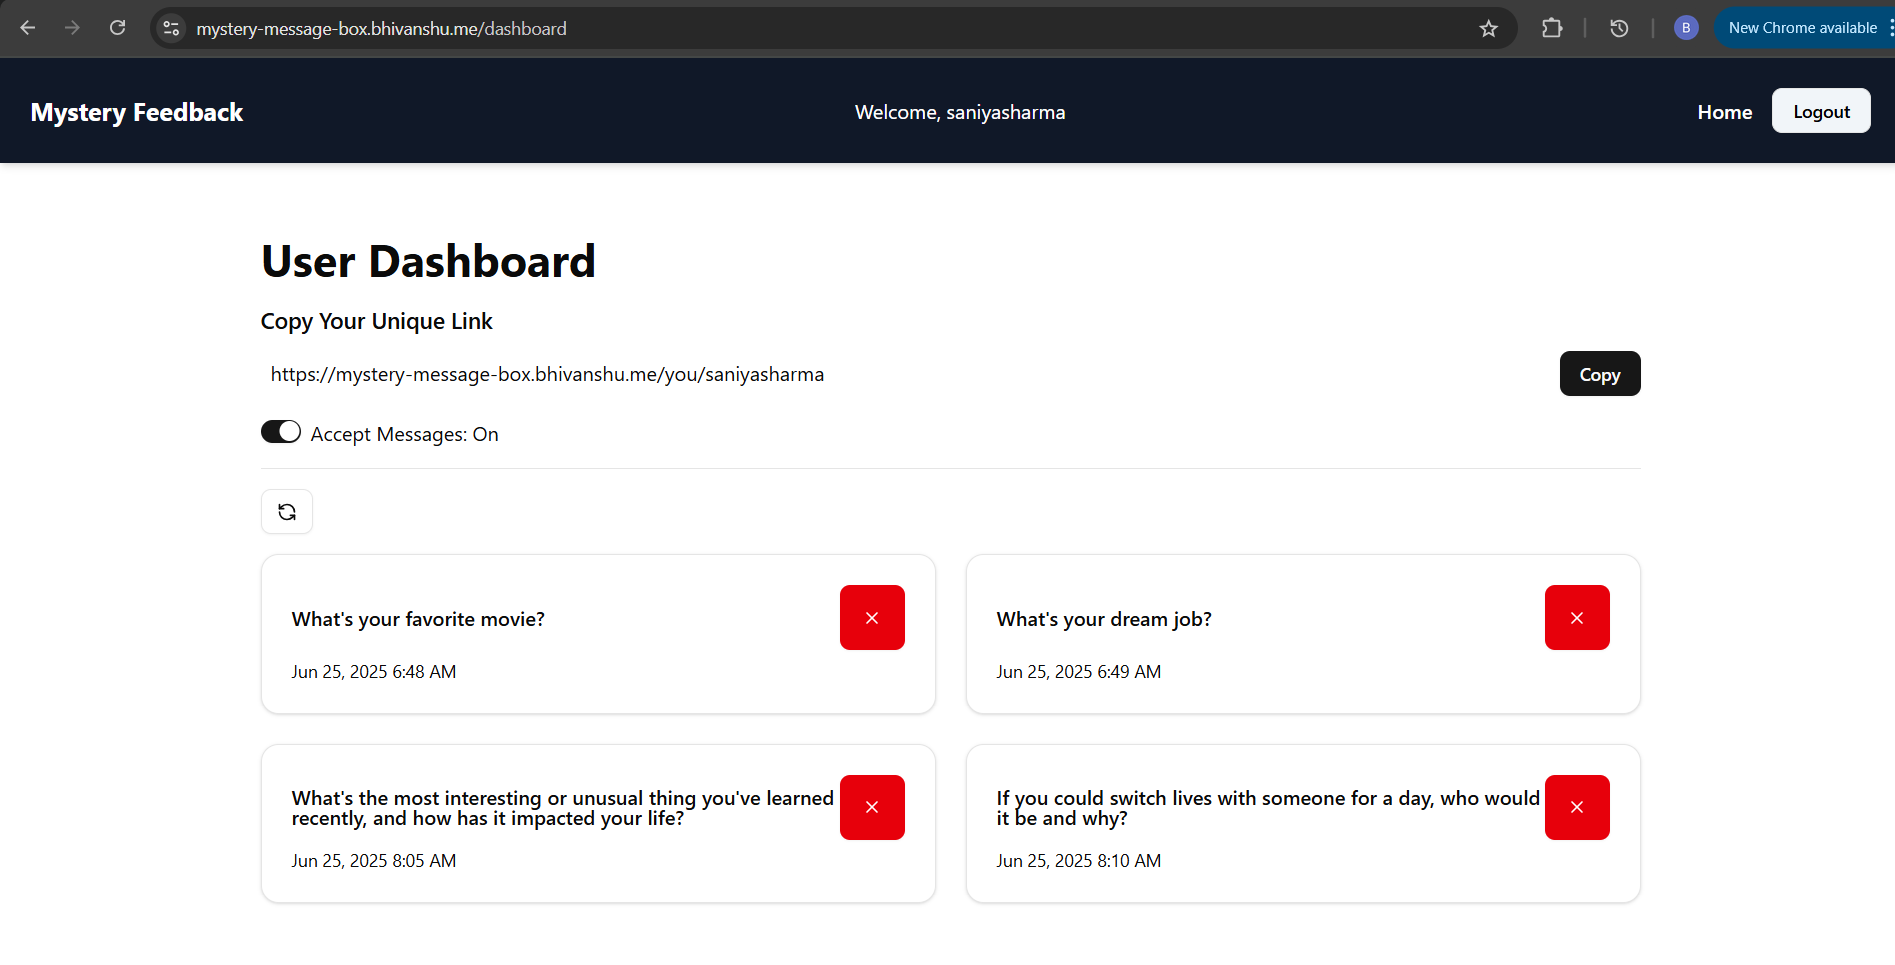 mystery-message-box.bhivanshu.me/dashboard
B
New Chrome available
Mystery Feedback
Welcome, saniyasharma
Home
Logout
User Dashboard
Copy Your Unique Link
https://mystery-message-box.bhivanshu.me/you/saniyasharma
Copy
Accept Messages: On
What's your favorite movie?
Jun 25, 2025 6:48 AM
What's your dream job?
Jun 25, 2025 6:49 AM
What's the most interesting or unusual thing you've learned
recently, and how has it impacted your life?
Jun 25, 2025 8:05 AM
If you could switch lives with someone for a day, who would
it be and why?
Jun 25, 2025 8:10 AM